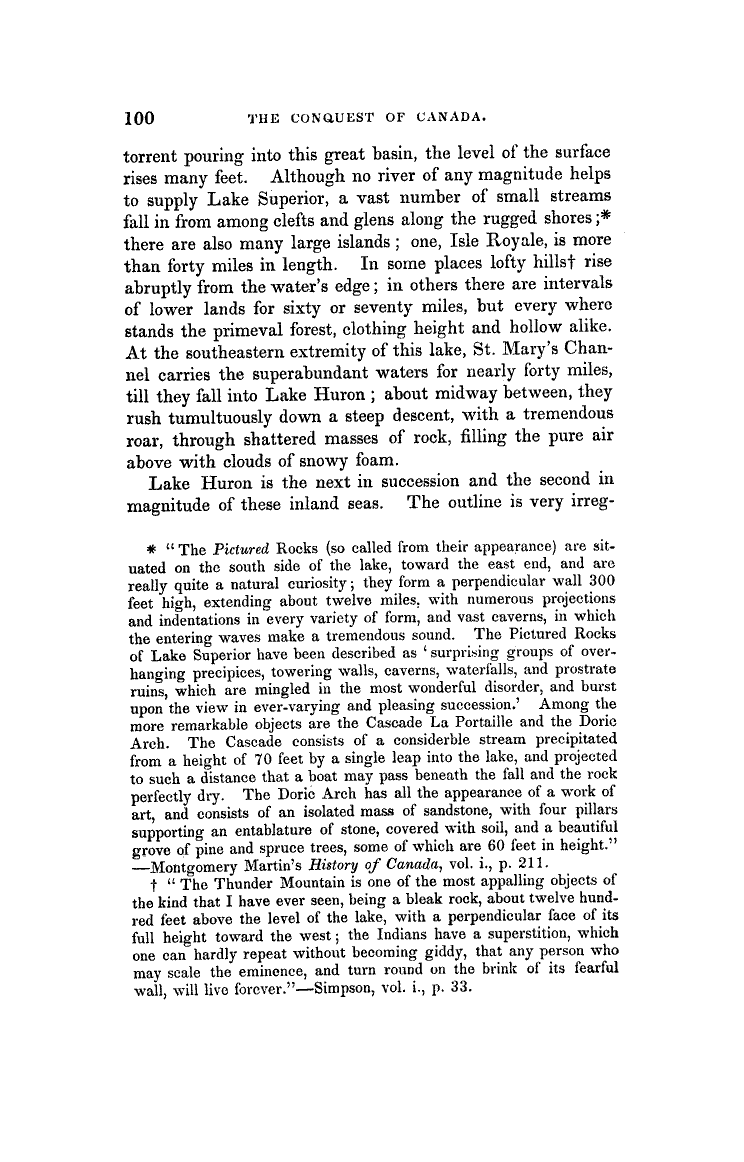 100 THE CONQUEST OF CANADA.
torrent pouring into this great basin, the level of the surface
rises many feet. Although no river of any magnitude helps
to supply Lake Superior, a vast number of small streams
fall in from among clefts and glens along the rugged shores;*
there are also many large islands; one, Isle Royale, is more
than forty miles in length. In some places lofty hills† rise
abruptly from the water's edge; in others there are intervals
of lower lands for sixty or seventy miles, but every where
stands the primeval forest, clothing height and hollow alike.
At the southeastern extremity of this lake, St. Mary's Chan-
nel carries the superabundant waters for nearly forty miles,
till they fall into Lake Huron; about midway between, they
rush tumultuously down a steep descent, with a tremendous
roar, through shattered masses of rock, filling the pure air
above with clouds of snowy foam.
Lake Huron is the next in succession and the second in
magnitude of these inland seas. The outline is very irreg-
* "The Pictured Rocks (so called from their appearance) are sit-
uated on the south side of the lake, toward the east end, and are
really quite a natural curiosity; they form a perpendicular wall 300
feet high, extending about twelve miles, with numerous projections
and indentations in every variety of form, and vast caverns, in which
the entering waves make a tremendous sound. The Pictured Rocks
of Lake Superior have been described as 'surprising groups of over-
hanging precipices, towering walls, caverns, waterfalls, and prostrate
ruins, which are mingled in the most wonderful disorder, and burst
upon the view in ever-varying and pleasing succession.' Among the
more remarkable objects are the Cascade La Portaille and the Doric
Arch. The Cascade consists of a considerble stream precipitated
from a height of 70 feet by a single leap into the lake, and projected
to such a distance that a boat may pass beneath the fall and the rock
perfectly dry. The Doric Arch has all the appearance of a work of
art, and consists of an isolated mass of sandstone, with four pillars
supporting an entablature of stone, covered with soil, and a beautiful
grove of pine and spruce trees, some of which are 60 feet in height."
—Montgomery Martin's History of Canada, vol. i., p. 211.
† "The Thunder Mountain is one of the most appalling objects of
the kind that I have ever seen, being a bleak rock, about twelve hund-
red feet above the level of the lake, with a perpendicular face of its
full height toward the west; the Indians have a superstition, which
one can hardly repeat without becoming giddy, that any person who
may scale the eminence, and turn round on the brink of its fearful
wall, will live forever."—Simpson, vol. i., p. 33.